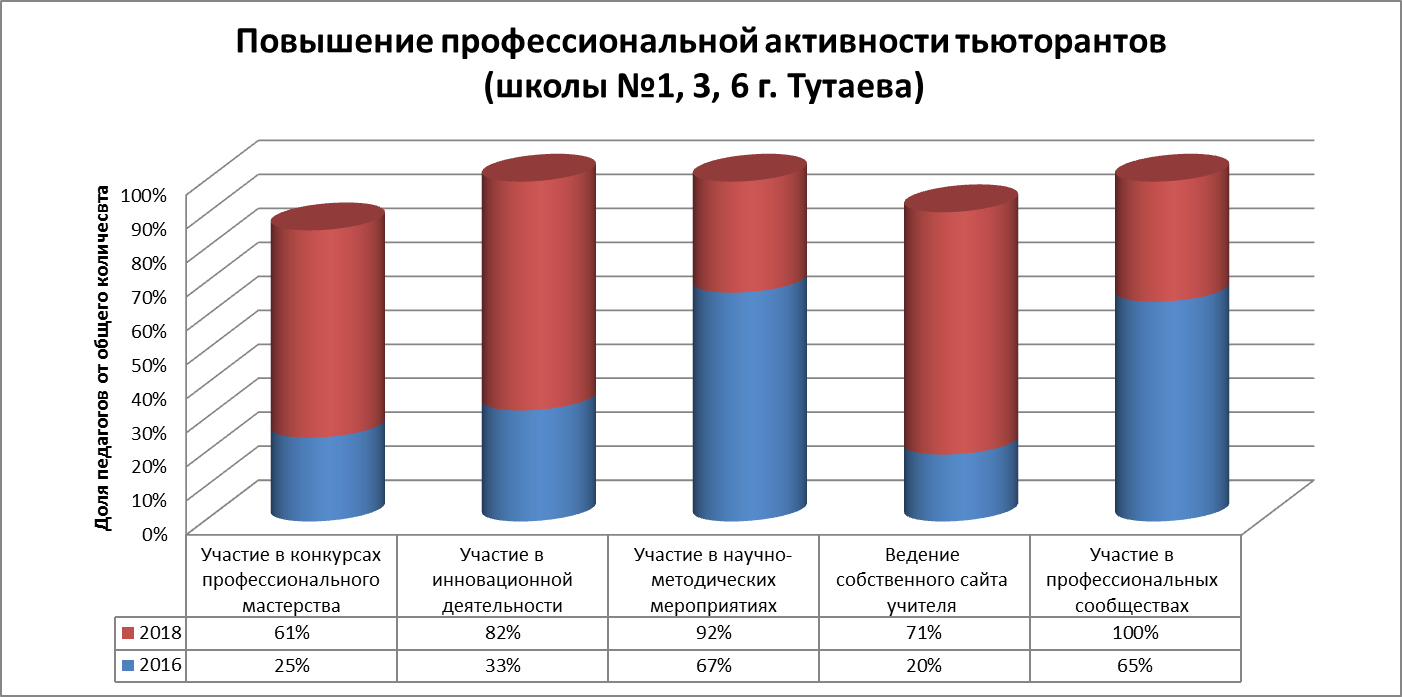 Повышение профессиональной активности тьюторантов
(школы №1, 3, 6 г. Тутаева)
Доля педагогов от общего количесвта
100%
90%
80%
70%
60%
50%
40%
30%
20%
10%
0%
Участие в конкурсах
профессионального
мастерства
Участие в
инновационной
деятельности
Участие в научно-
методических
мероприятиях
Ведение
собственного сайта
учителя
Участие в
профессиональных
сообществах
2018 61% 82% 92% 71% 100%
2016 25% 33% 67% 20% 65%